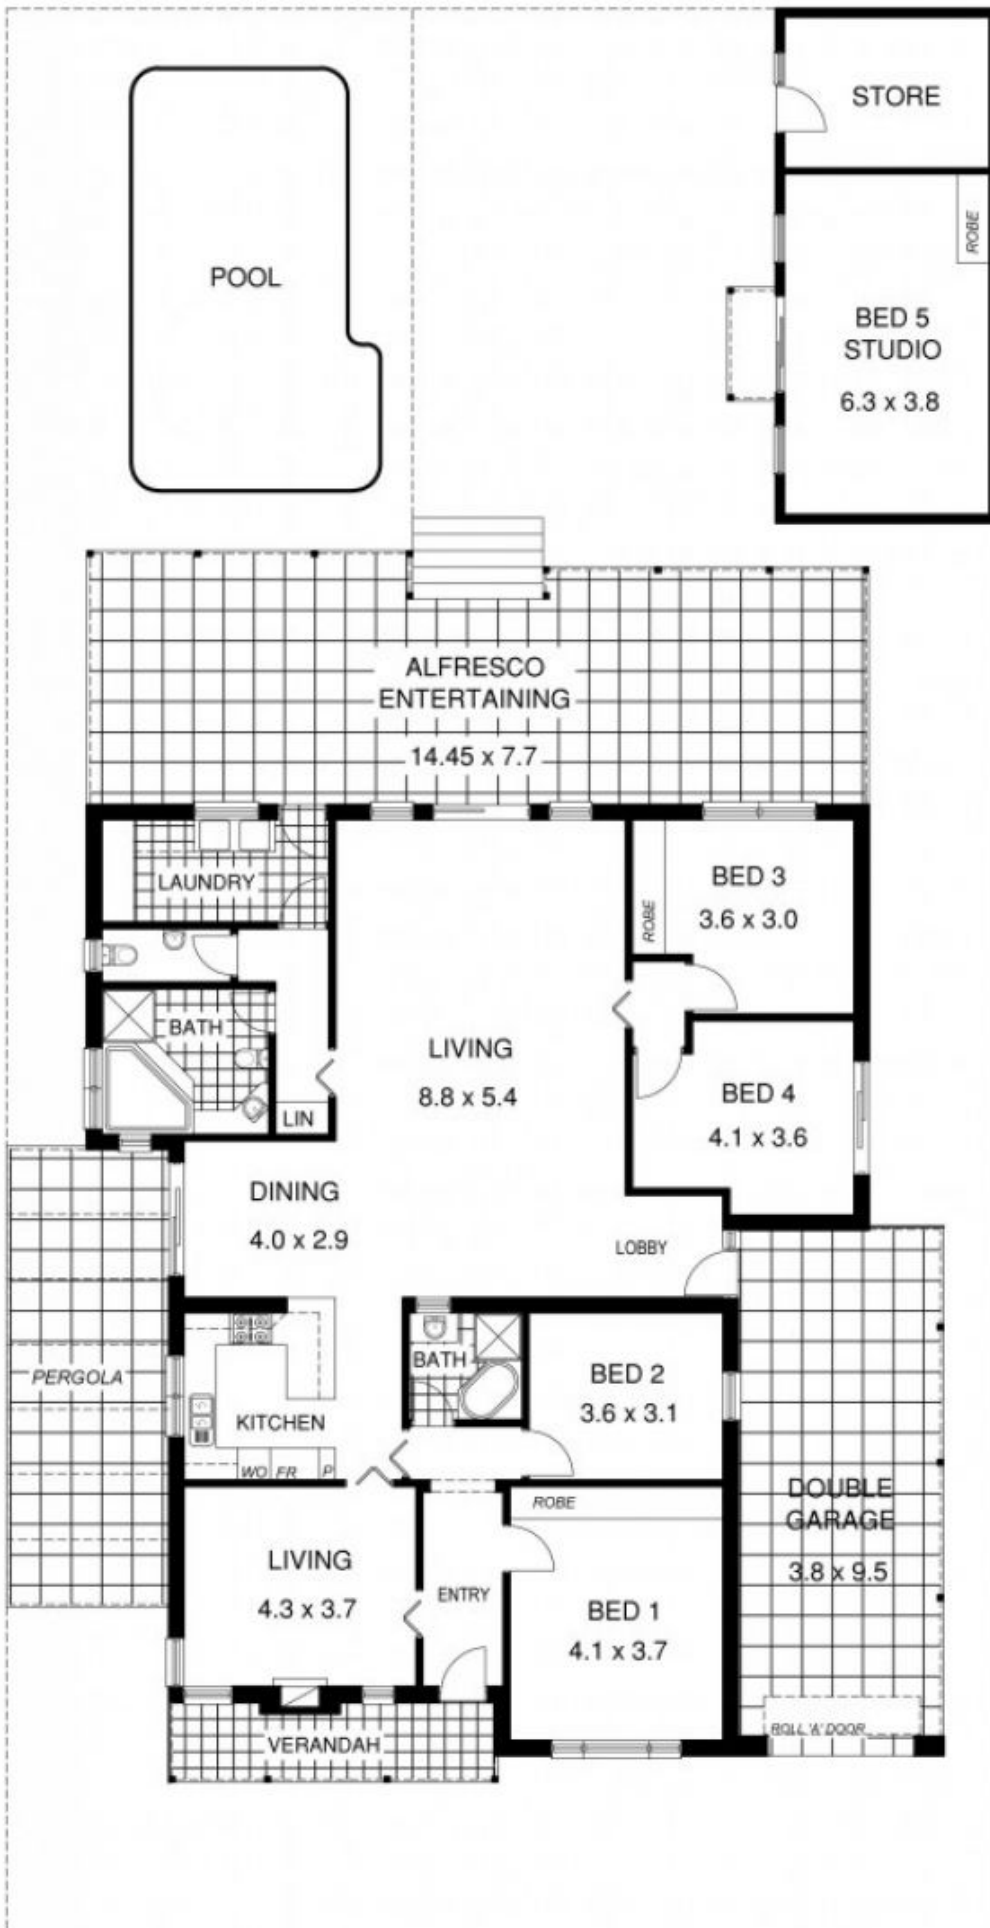 STORE
ROBE
POOL
BED 5
STUDIO
6.3 x 3.8
ALFRESCO
ENTERTAINING
14.45 x 7.7
LAUNDRY
BED 3
3.6 x 3.0
ROBE
BATH
LIVING
8.8 x 5.4
BED 4
4.1 x 3.6
LIN
DINING
4.0 x 2.9
LOBBY
PERGOLA
BATH
BED 2
3.6 x 3.1
KITCHEN
WO FR P
DOUBLE
GARAGE
3.8 x 9.5
ROBE
LIVING
4.3 x 3.7
ENTRY
BED 1
4.1 x 3.7
ROLL 'A' DOOR
VERANDAH